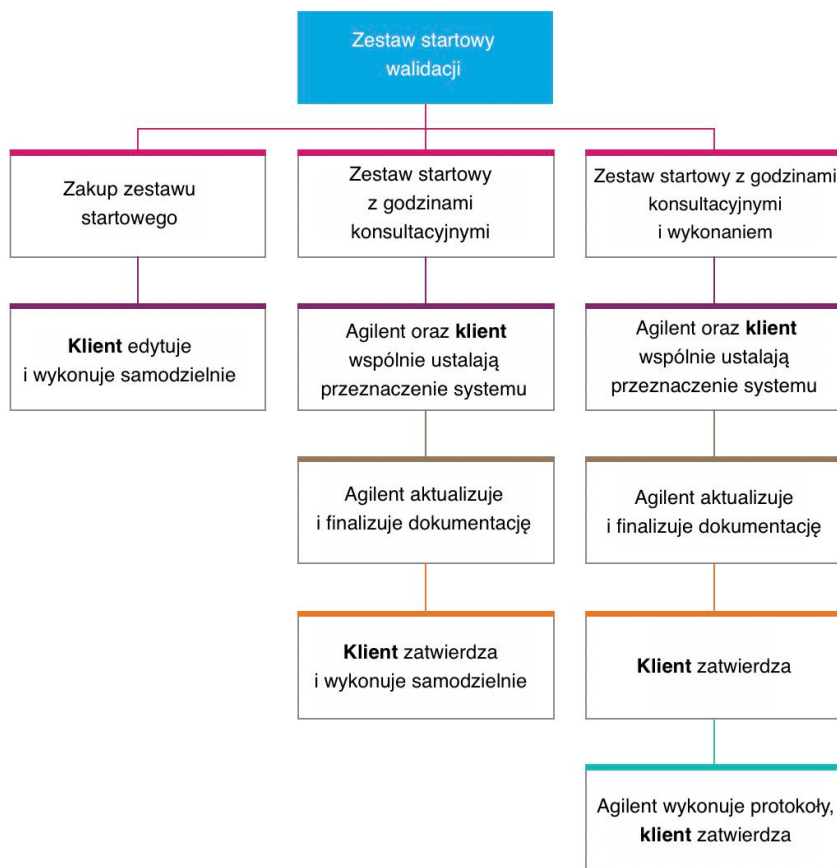 Zestaw startowy
walidacji
Zakup zestawu
startowego
Zestaw startowy
z godzinami
konsultacyjnymi
Zestaw startowy z godzinami
konsultacyjnymi
i wykonaniem
Klient edytuje
i wykonuje samodzielnie
Agilent oraz klient
wspólnie ustalają
przeznaczenie systemu
Agilent oraz klient
wspólnie ustalają
przeznaczenie systemu
Agilent aktualizuje
i finalizuje dokumentację
Agilent aktualizuje
i finalizuje dokumentację
Klient zatwierdza
i wykonuje samodzielnie
Klient zatwierdza
Agilent wykonuje protokoły,
klient zatwierdza